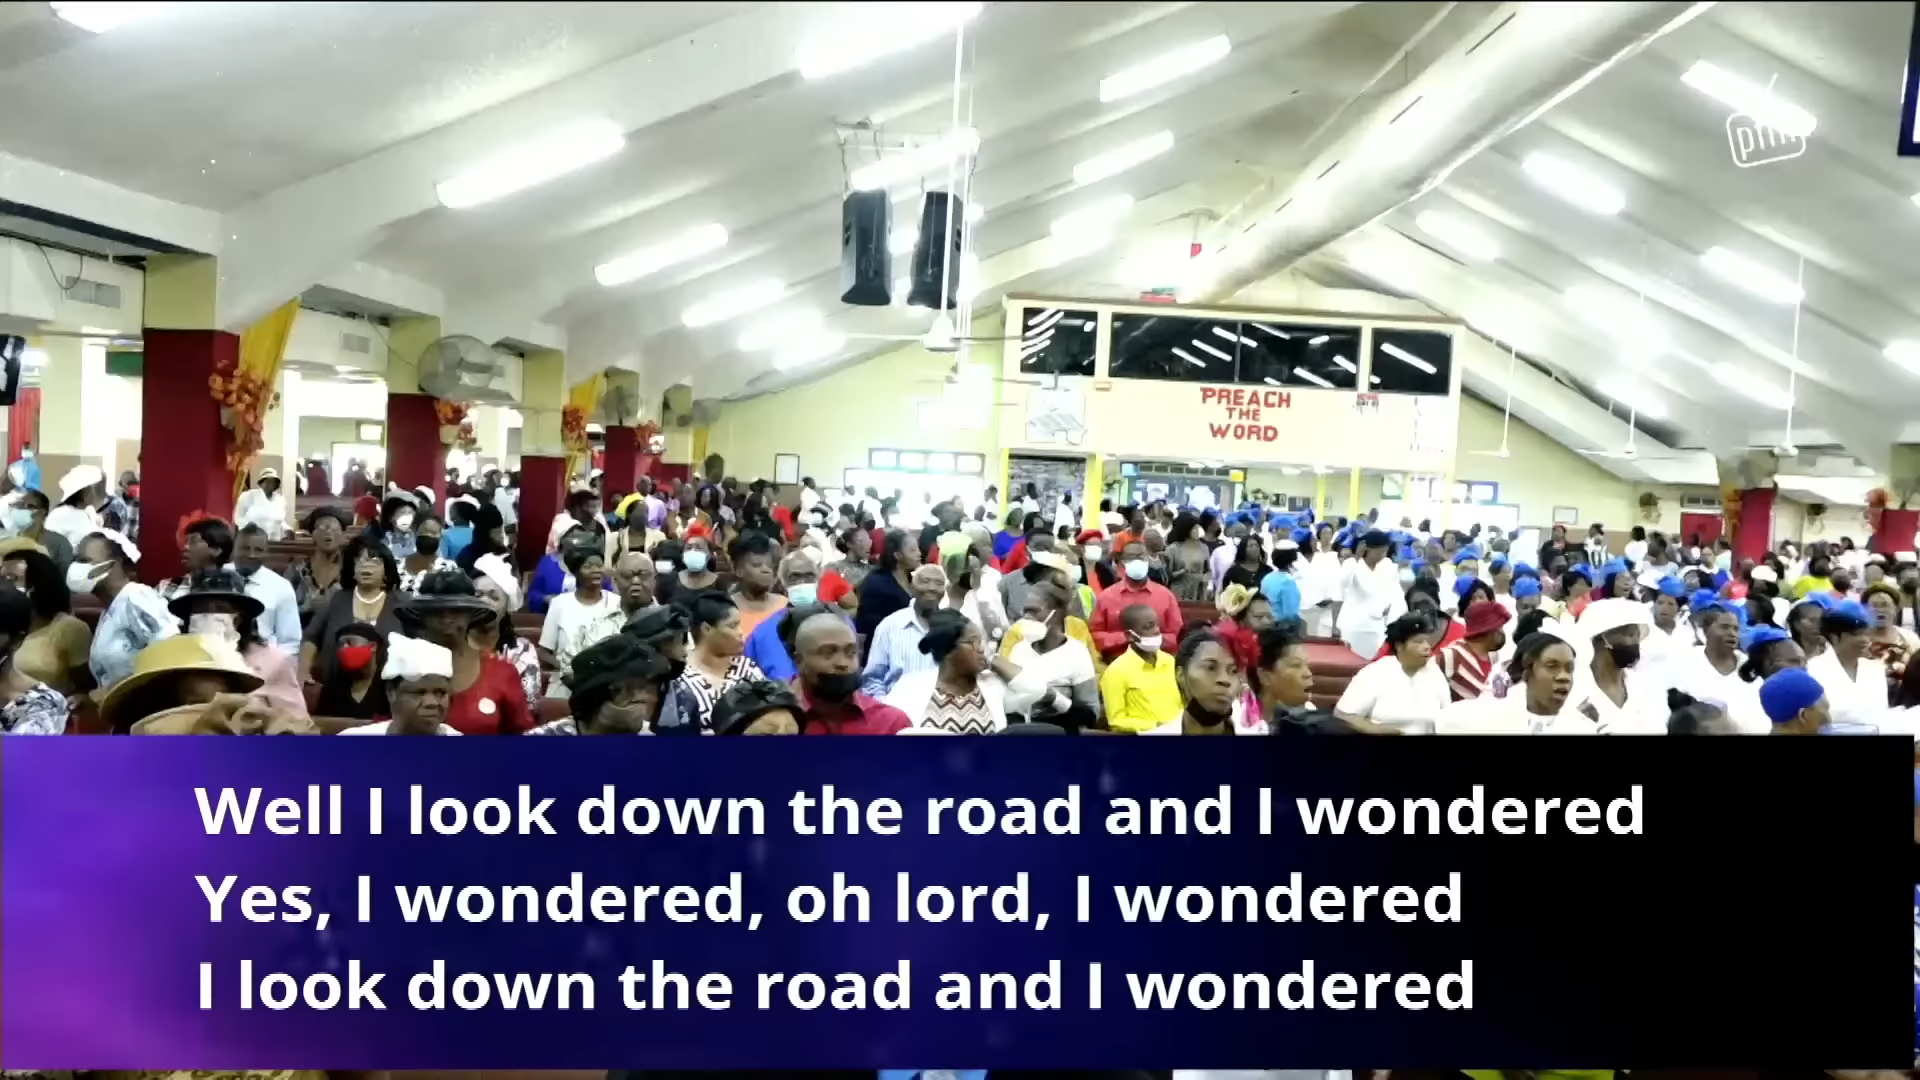 PREACH
THE
WORD
Well I look down the road and I wondered
Yes, I wondered, oh lord, I wondered
I look down the road and I wondered